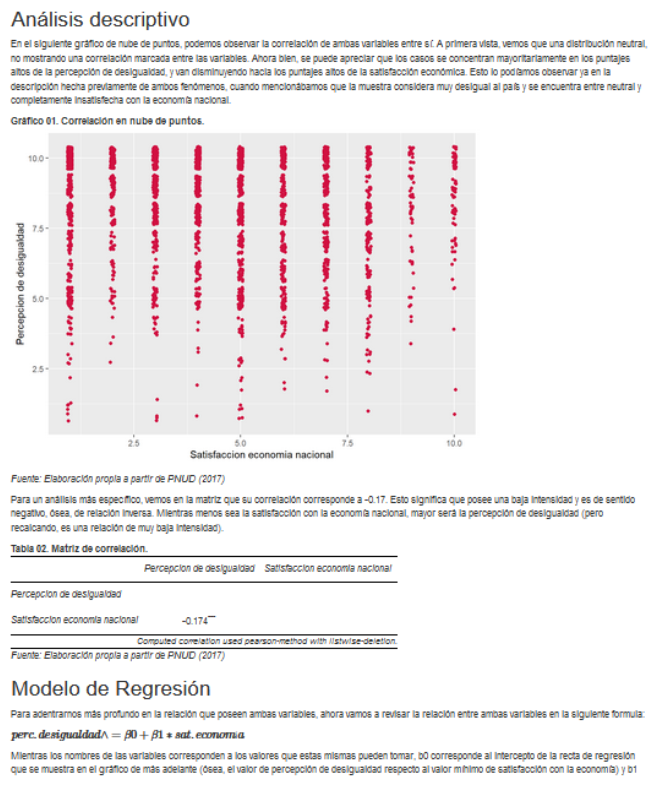 Análisis descriptivo
En el siguiente gráfico de nube de puntos, podemos observar la correlación de ambas variables entre sí. A primera vista, vemos que una distribución neutral,
no mostrando una correlación marcada entre las variables. Ahora bien, se puede apreciar que los casos se concentran mayoritariamente en los puntajes
altos de la percepción de desigualdad, y van disminuyendo hacia los puntajes altos de la satisfacción económica. Esto lo podíamos observar ya en la
descripción hecha previamente de ambos fenómenos, cuando mencionábamos que la muestra considera muy desigual al país y se encuentra entre neutral y
completamente insatisfecha con la economía nacional.
Gráfico 01. Correlación en nube de puntos.
10.0
7.5
5.0
2.5
Percepcion de desigualdad
2.5 5.0 7.5 10.0
Satisfaccion economia nacional
Fuente: Elaboración propia a partir de PNUD (2017)
Para un análisis más específico, vemos en la matriz que su correlación corresponde a -0.17. Esto significa que posee una baja intensidad y es de sentido
negativo, ósea, de relación inversa. Mientras menos sea la satisfacción con la economía nacional, mayor será la percepción de desigualdad (pero
recalcando, es una relación de muy baja intensidad).
Tabla 02. Matriz de correlación.
Percepcion de desigualdad Satisfaccion economia nacional
Percepcion de desigualdad
Satisfaccion economia nacional -0.174***
Computed correlation used pearson-method with listwise-deletion.
Fuente: Elaboración propia a partir de PNUD (2017)
Modelo de Regresión
Para adentrarnos más profundo en la relación que poseen ambas variables, ahora vamos a revisar la relación entre ambas variables en la siguiente formula:
perc. desigualdad∧ = β0 + β1 * sat. economıa
Mientras los nombres de las variables corresponden a los valores que estas mismas pueden tomar, b0 corresponde al intercepto de la recta de regresión
que se muestra en el gráfico de más adelante (ósea, el valor de percepción de desigualdad respecto al valor mínimo de satisfacción con la economía) y b1